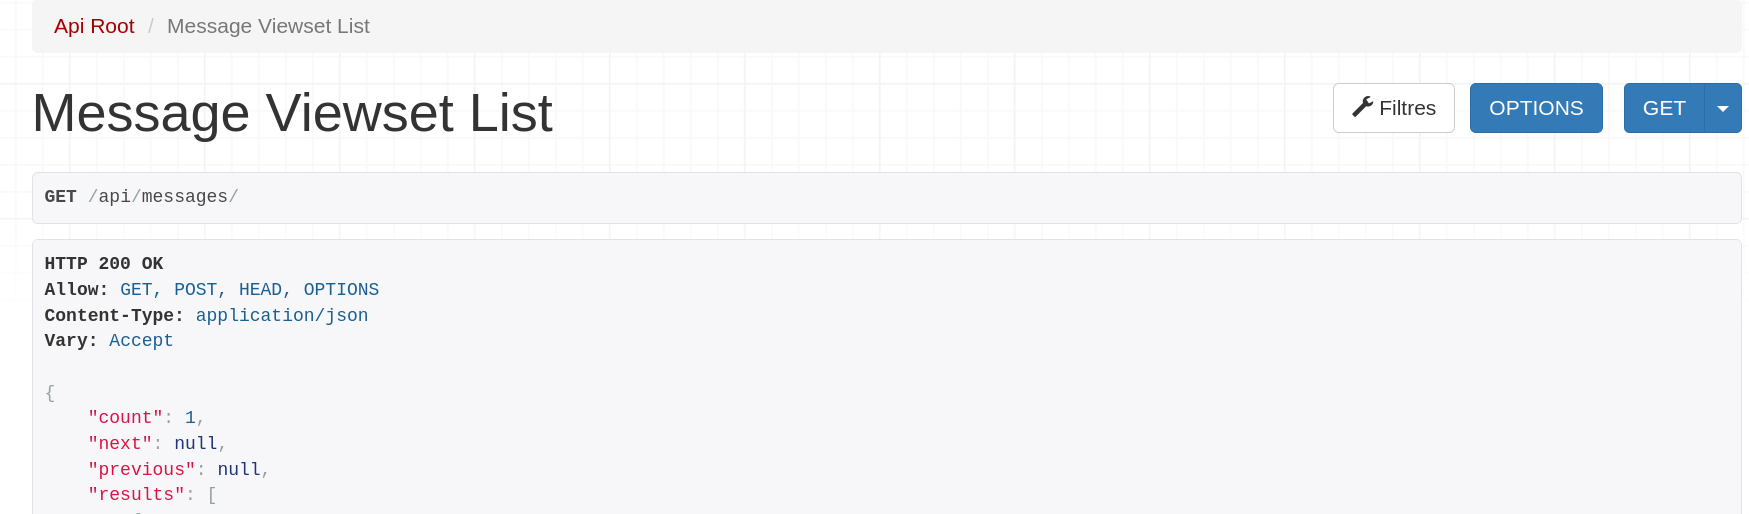 Api Root / Message Viewset List
Message Viewset List
Filtres
OPTIONS
GET
GET /api/messages/
HTTP 200 OK
Allow: GET, POST, HEAD, OPTIONS
Content-Type: application/json
Vary: Accept
{
    "count": 1,
    "next": null,
    "previous": null,
    "results": [